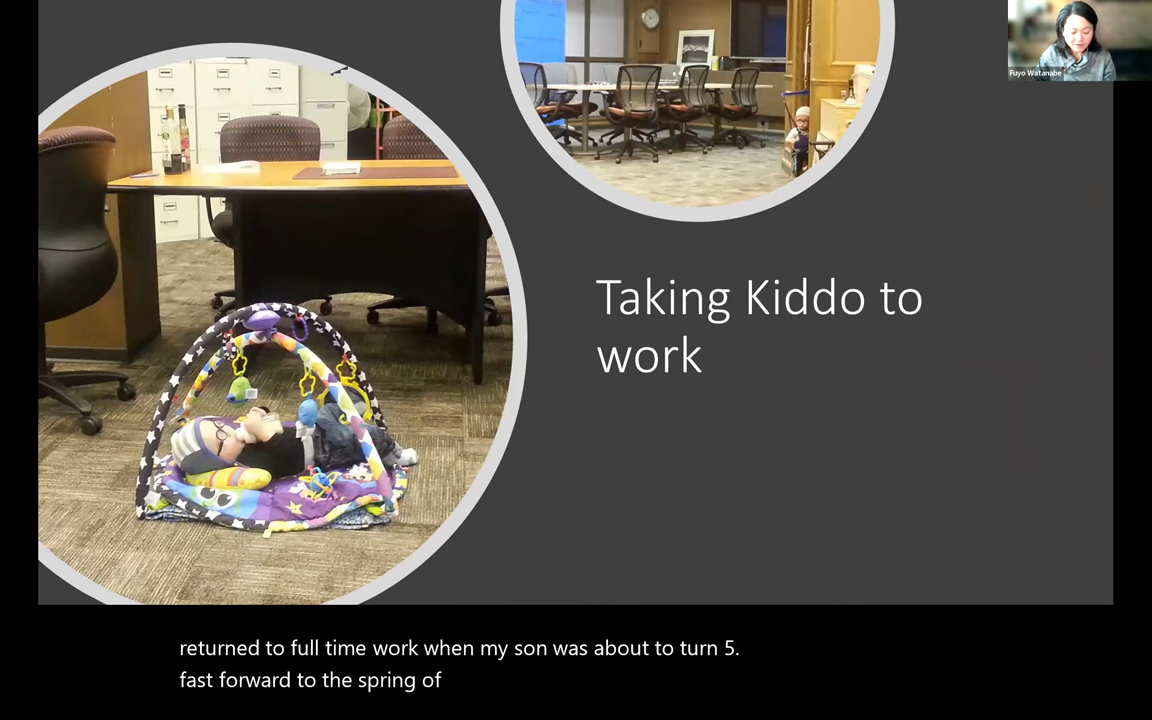 Fuyo Watanabe
Taking Kiddo to
work
returned to full time work when my son was about to turn 5.
fast forward to the spring of